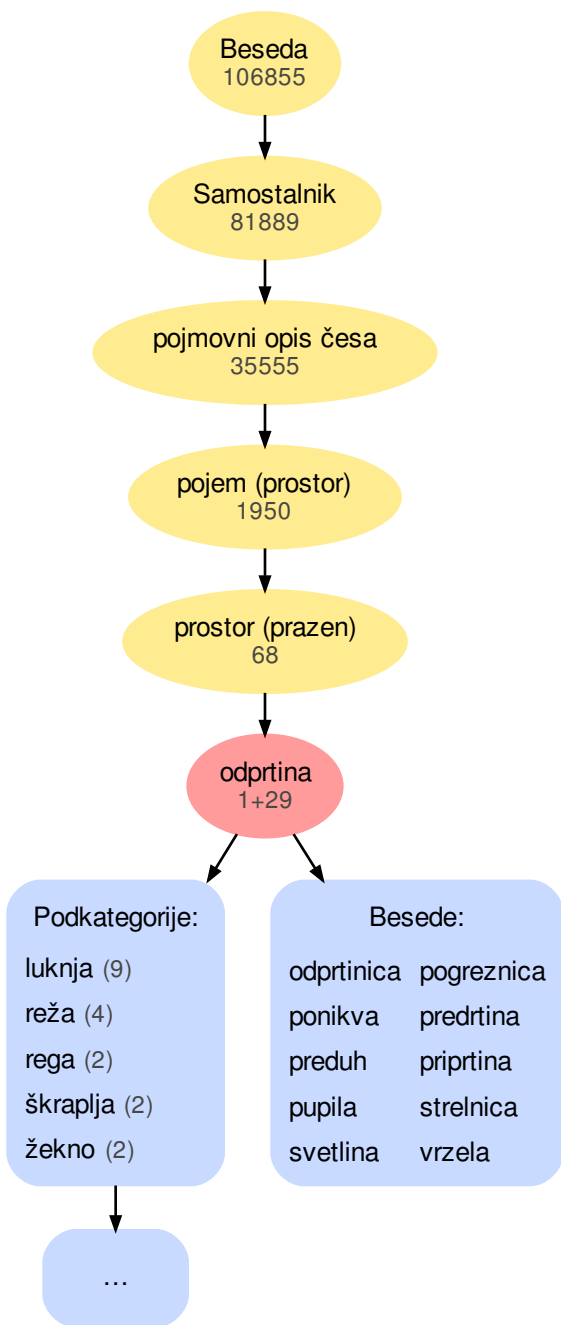 Beseda
106855
Samostalnik
81889
pojmovni opis česa
35555
pojem (prostor)
1950
prostor (prazen)
68
odprtina
1+29
Podkategorije:
luknja (9)
reža (4)
rega (2)
škraplja (2)
žekno (2)
Besede:
odprtinica pogreznica
ponikva predrtina
preduh priprtina
pupila strelnica
svetlina vrzela
...